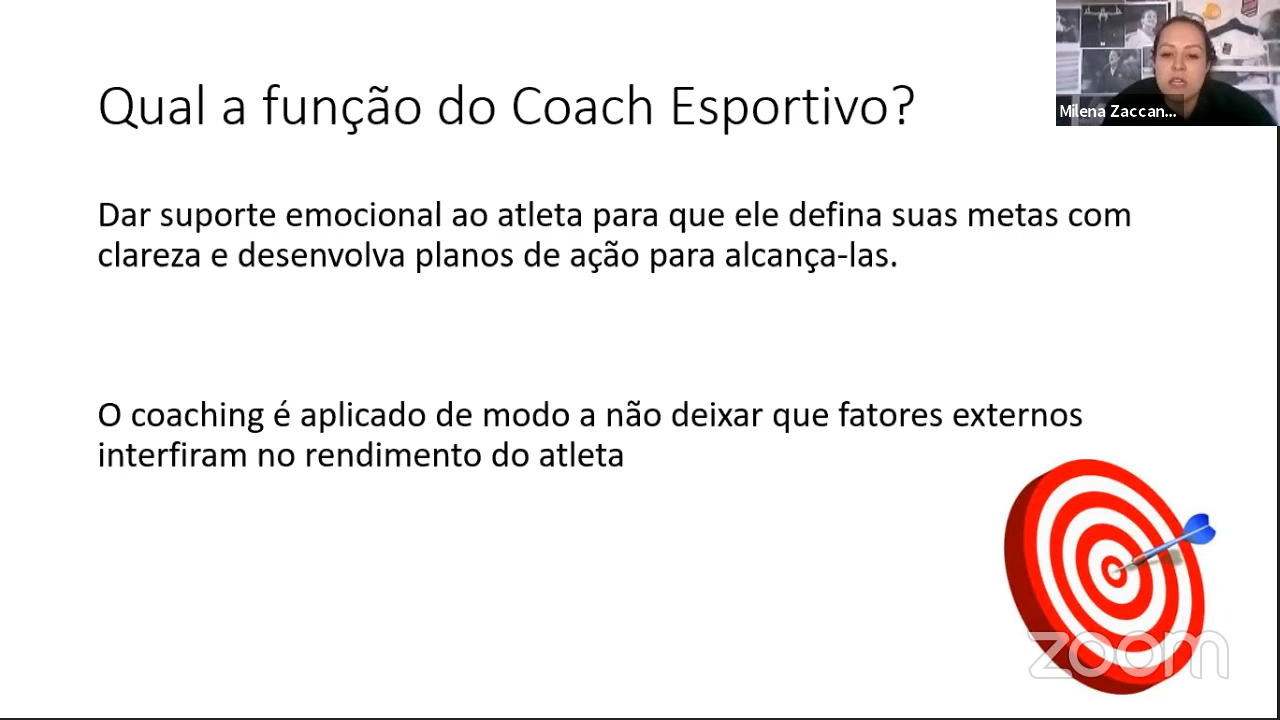 Qual a função do Coach Esportivo?
Milena Zaccan...
Dar suporte emocional ao atleta para que ele defina suas metas com
clareza e desenvolva planos de ação para alcança-las.
O coaching é aplicado de modo a não deixar que fatores externos
interfiram no rendimento do atleta
zoom